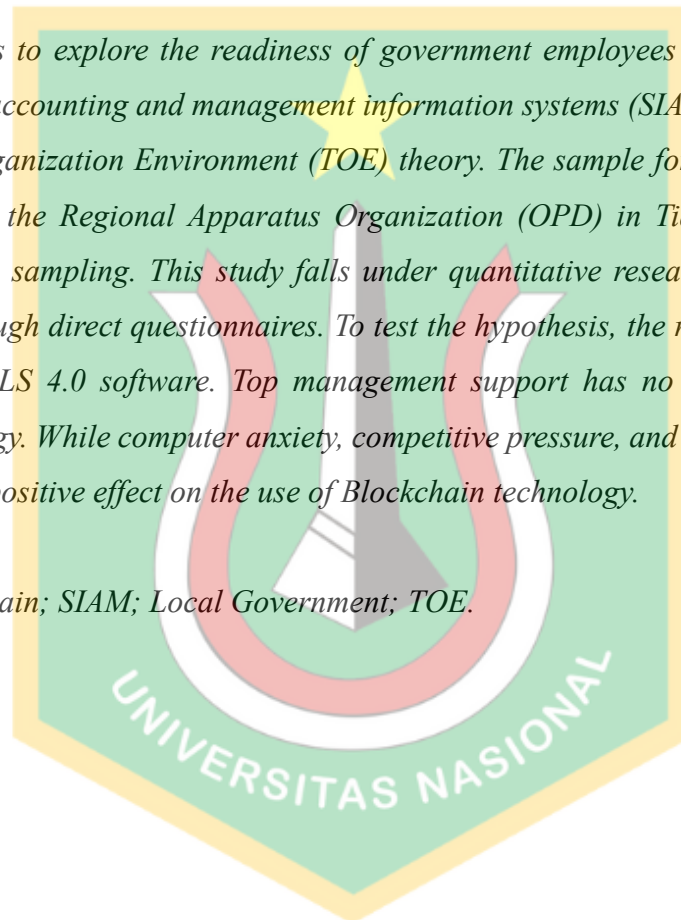 s to explore the readiness of government employees
accounting and management information systems (SIA
ganization Environment (TOE) theory. The sample fo
the Regional Apparatus Organization (OPD) in Ti
sampling. This study falls under quantitative resea
ugh direct questionnaires. To test the hypothesis, the
LS 4.0 software. Top management support has no
gy. While computer anxiety, competitive pressure, and
positive effect on the use of Blockchain technology.
ain; SIAM; Local Government; TOE.
UNIVERSITAS NASIONAL